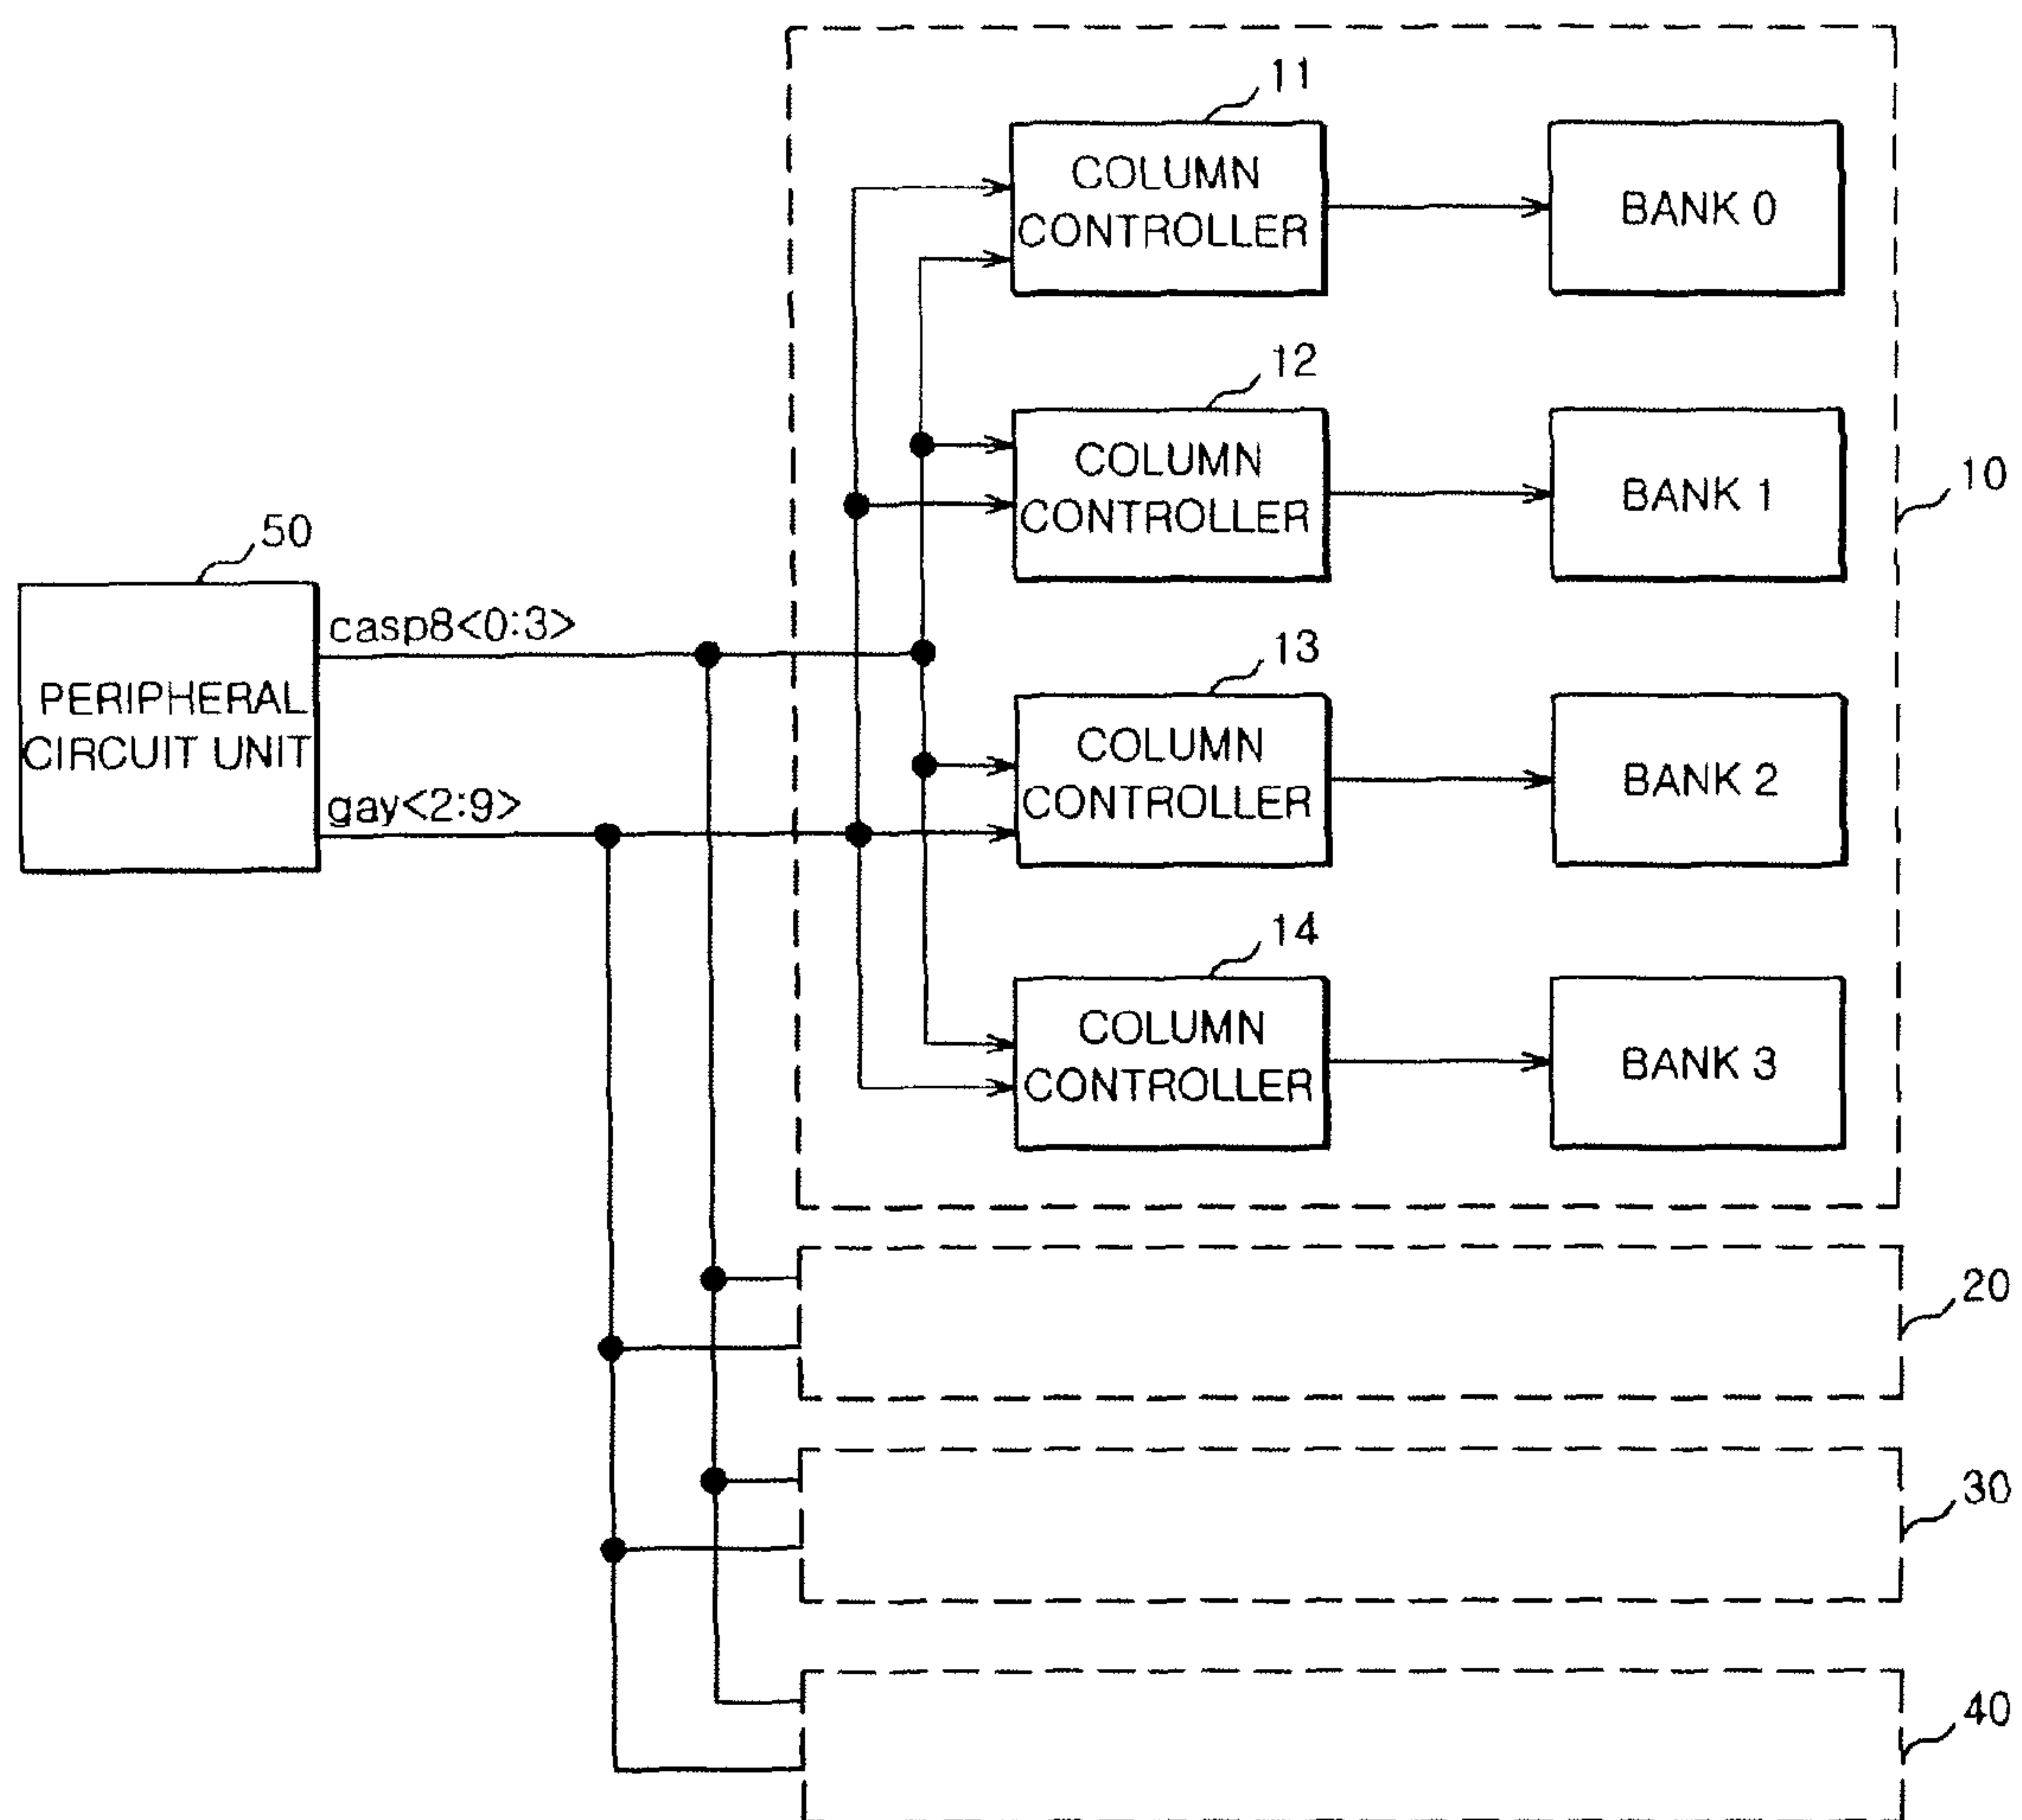 11
COLUMN
CONTROLLER
BANK 0
12
COLUMN
CONTROLLER
BANK 1
10
50
PERIPHERAL
CIRCUIT UNIT
casp8<0:3>
gay<2:9>
13
COLUMN
CONTROLLER
BANK 2
14
COLUMN
CONTROLLER
BANK 3
20
30
40